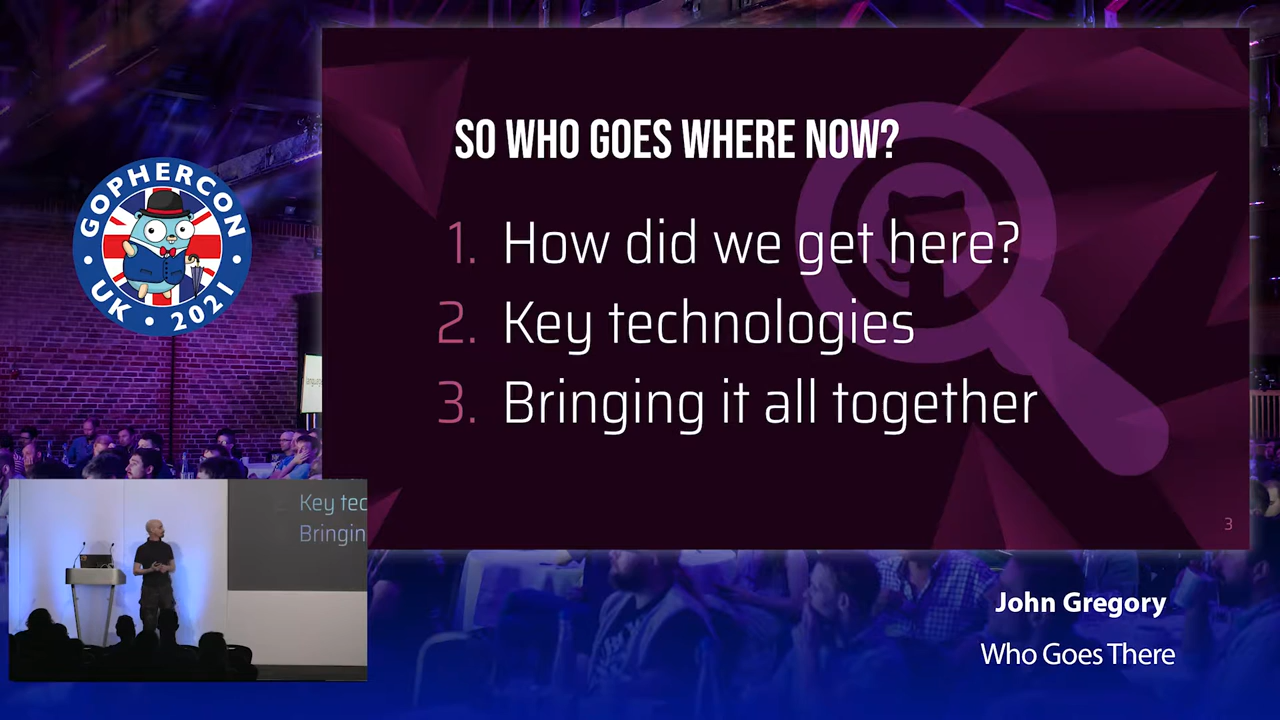 GOPHERCON
UK • 2021
SO WHO GOES WHERE NOW?
1. How did we get here?
2. Key technologies
3. Bringing it all together
3
Key tec
Bringin
John Gregory
Who Goes There